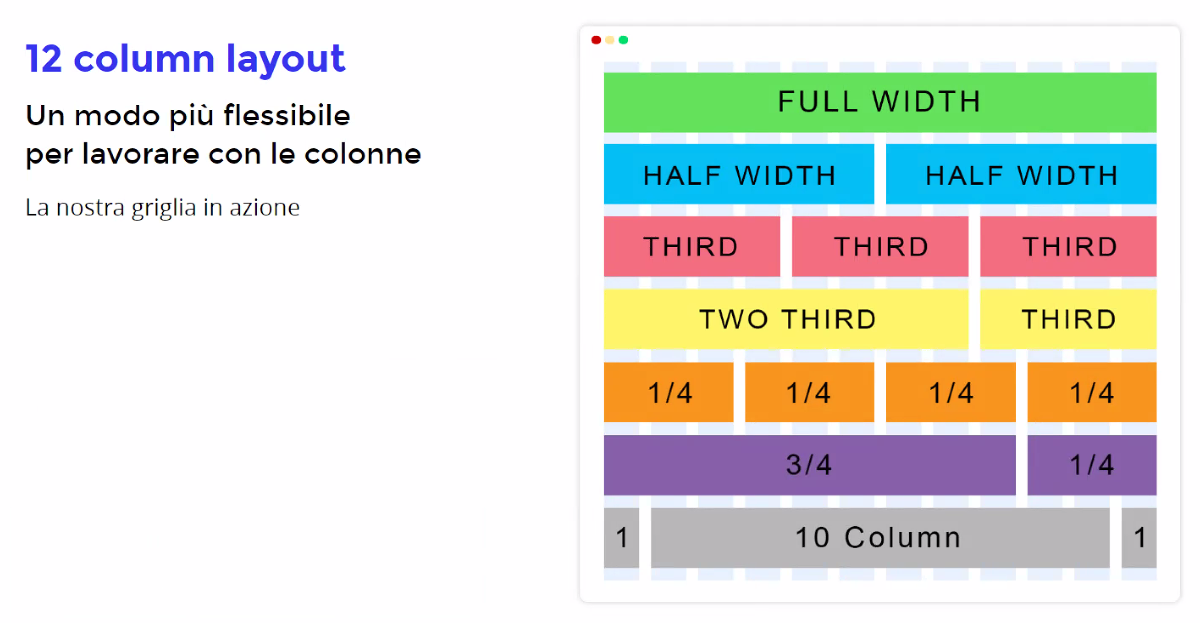 12 column layout
Un modo più flessibile
per lavorare con le colonne
La nostra griglia in azione
FULL WIDTH
HALF WIDTH HALF WIDTH
THIRD THIRD THIRD
TWO THIRD THIRD
1/4 1/4 1/4 1/4
3/4 1/4
1 10 Column 1